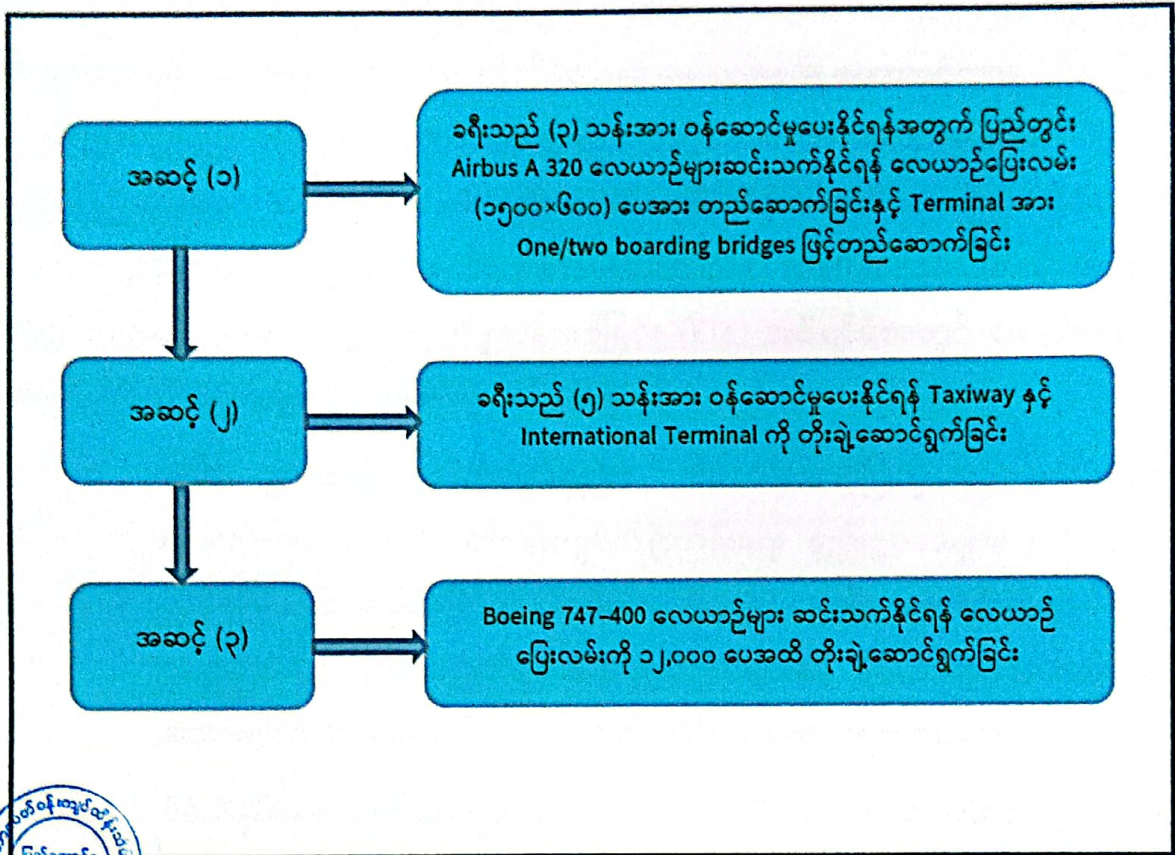 အဆင့် (၁)
ခရီးသည် (၃) သန်းအား ဝန်ဆောင်မှုပေးနိုင်ရန်အတွက် ပြည်တွင်း
Airbus A 320 လေယာဉ်များဆင်းသက်နိုင်ရန် လေယာဉ်ပြေးလမ်း
(၁၅၀၀×၆၀၀) ပေအား တည်ဆောက်ခြင်းနှင့် Terminal အား
One/two boarding bridges ဖြင့်တည်ဆောက်ခြင်း
အဆင့် (၂)
ခရီးသည် (၅) သန်းအား ဝန်ဆောင်မှုပေးနိုင်ရန် Taxiway နှင့်
International Terminal ကို တိုးချဲ့ဆောင်ရွက်ခြင်း
အဆင့် (၃)
Boeing 747-400 လေယာဉ်များ ဆင်းသက်နိုင်ရန် လေယာဉ်
ပြေးလမ်းကို ၁၂,၀၀၀ ပေအထိ တိုးချဲ့ဆောင်ရွက်ခြင်း